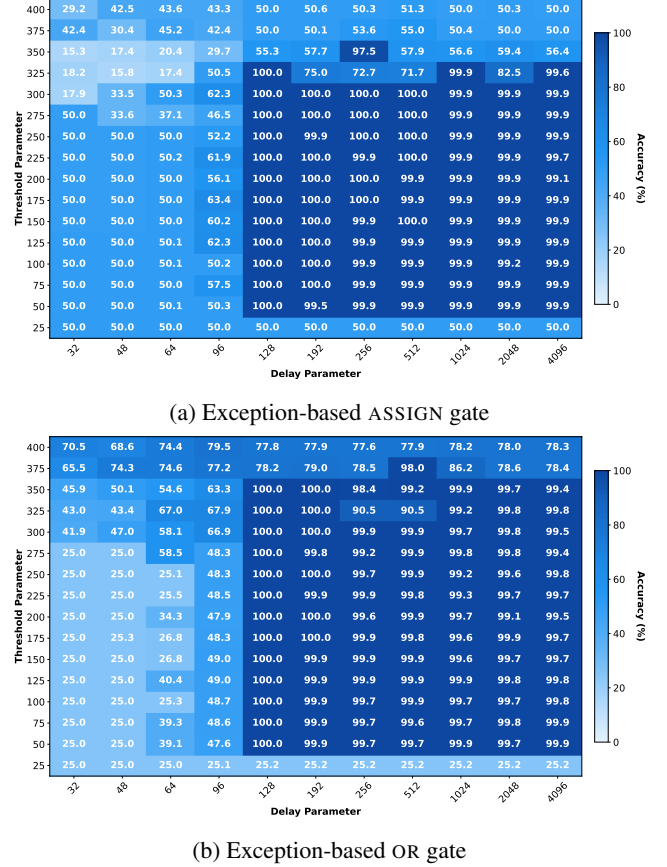 400 29.2 42.5 43.6 43.3 50.0 50.6 50.3 51.3 50.0 50.3 50.0
375 42.4 30.4 45.2 42.4 50.0 50.1 53.6 55.0 50.4 50.0 50.0
350 15.3 17.4 20.4 29.7 55.3 57.7 97.5 57.9 56.6 59.4 56.4
325 18.2 15.8 17.4 50.5 100.0 75.0 72.7 71.7 99.9 82.5 99.6
300 17.9 33.5 50.3 62.3 100.0 100.0 100.0 100.0 99.9 99.9 99.9
275 50.0 33.6 37.1 46.5 100.0 100.0 100.0 100.0 99.9 99.9 99.9
250 50.0 50.0 50.0 52.2 100.0 99.9 100.0 100.0 99.9 99.9 99.9
225 50.0 50.0 50.2 61.9 100.0 100.0 99.9 100.0 99.9 99.9 99.7
200 50.0 50.0 50.0 56.1 100.0 100.0 100.0 99.9 99.9 99.9 99.1
175 50.0 50.0 50.0 63.4 100.0 100.0 100.0 99.9 99.9 99.9 99.9
150 50.0 50.0 50.0 60.2 100.0 100.0 99.9 100.0 99.9 99.9 99.9
125 50.0 50.0 50.1 62.3 100.0 100.0 99.9 99.9 99.9 99.9 99.9
100 50.0 50.0 50.1 50.2 100.0 100.0 99.9 99.9 99.9 99.2 99.9
75 50.0 50.0 50.0 57.5 100.0 100.0 99.9 99.9 99.9 99.9 99.9
50 50.0 50.0 50.1 50.3 100.0 99.5 99.9 99.9 99.9 99.9 99.9
25 50.0 50.0 50.0 50.0 50.0 50.0 50.0 50.0 50.0 50.0 50.0
32 48 64 96 128 192 256 512 1024 2048 4096
Threshold Parameter
Delay Parameter
100
80
60
40
20
0
Accuracy (%)
(a) Exception-based ASSIGN gate
400 70.5 68.6 74.4 79.5 77.8 77.9 77.6 77.9 78.2 78.0 78.3
375 65.5 74.3 74.6 77.2 78.2 79.0 78.5 98.0 86.2 78.6 78.4
350 45.9 50.1 54.6 63.3 100.0 100.0 98.4 99.2 99.9 99.7 99.4
325 43.0 43.4 67.0 67.9 100.0 100.0 90.5 90.5 99.2 99.8 99.8
300 41.9 47.0 58.1 66.9 100.0 100.0 99.9 99.9 99.7 99.8 99.5
275 25.0 25.0 58.5 48.3 100.0 99.8 99.2 99.9 99.8 99.8 99.4
250 25.0 25.0 25.1 48.3 100.0 100.0 99.7 99.9 99.2 99.6 99.8
225 25.0 25.0 25.5 48.5 100.0 99.9 99.9 99.8 99.3 99.7 99.7
200 25.0 25.0 34.3 47.9 100.0 100.0 99.6 99.9 99.7 99.1 99.5
175 25.0 25.3 26.8 48.3 100.0 100.0 99.9 99.8 99.6 99.9 99.7
150 25.0 25.0 26.8 49.0 100.0 99.9 99.9 99.9 99.6 99.7 99.7
125 25.0 25.0 40.4 49.0 100.0 99.9 99.9 99.9 99.9 99.8 99.8
100 25.0 25.0 25.3 48.7 100.0 99.9 99.7 99.9 99.7 99.8 99.8
75 25.0 25.0 39.3 48.6 100.0 99.9 99.7 99.6 99.7 99.8 99.9
50 25.0 25.0 39.1 47.6 100.0 99.9 99.7 99.7 99.9 99.7 99.9
25 25.0 25.0 25.0 25.1 25.2 25.2 25.2 25.2 25.2 25.2 25.2
32 48 64 96 128 192 256 512 1024 2048 4096
Threshold Parameter
Delay Parameter
100
80
60
40
20
0
Accuracy (%)
(b) Exception-based OR gate